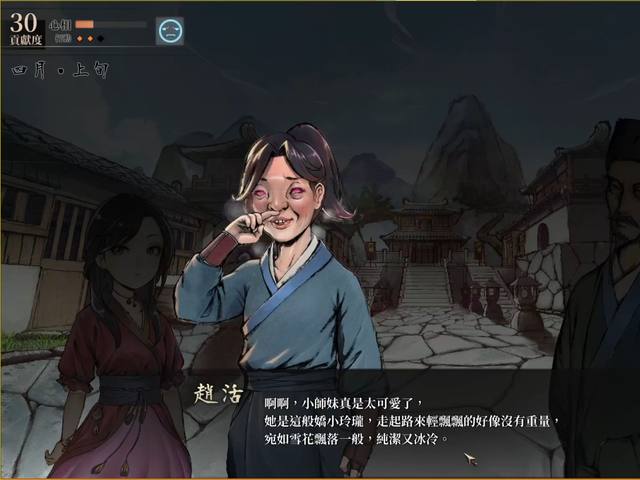 30
心相
貢獻度
行動
四月·上旬
趙活
啊啊，小師妹真是太可愛了，
她是這般嬌小玲瓏，走起路來輕飄飄的好像沒有重量，
宛如雪花飄落一般，純潔又冰冷。